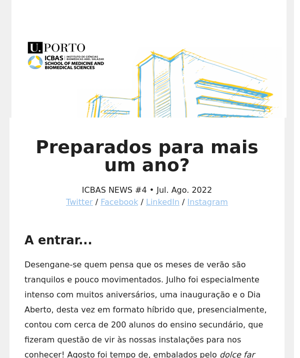 U. PORTO
ICBAS
SCHOOL OF MEDICINE AND
BIOMEDICAL SCIENCES
Preparados para mais
um ano?
ICBAS NEWS #4 • Jul. Ago. 2022
Twitter / Facebook / LinkedIn / Instagram
A entrar...
Desengane-se quem pensa que os meses de verão são
tranquilos e pouco movimentados. Julho foi especialmente
intenso com muitos aniversários, uma inauguração e o Dia
Aberto, desta vez em formato híbrido que, presencialmente,
contou com cerca de 200 alunos do ensino secundário, que
fizeram questão de vir às nossas instalações para nos
conhecer! Agosto foi tempo de, embalados pelo dolce far